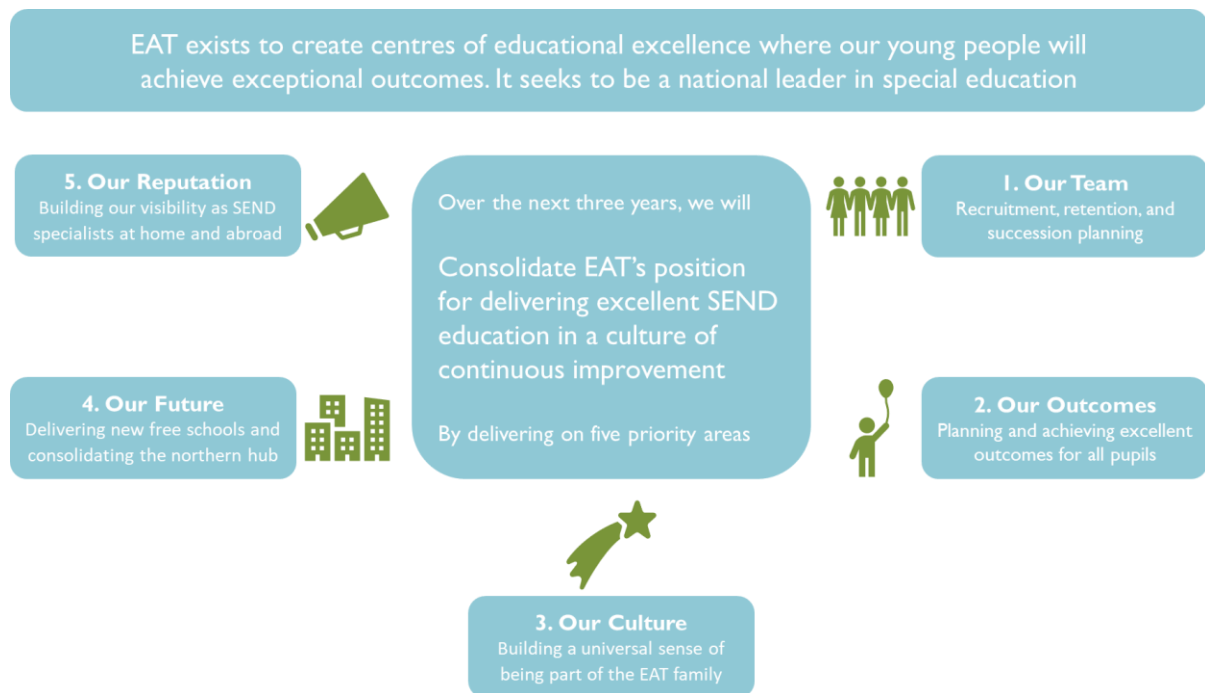 EAT exists to create centres of educational excellence where our young people will
achieve exceptional outcomes. It seeks to be a national leader in special education
5. Our Reputation
Building our visibility as SEND
specialists at home and abroad
Over the next three years, we will
Consolidate EAT’s position
for delivering excellent SEND
education in a culture of
continuous improvement
By delivering on five priority areas
1. Our Team
Recruitment, retention, and
succession planning
4. Our Future
Delivering new free schools and
consolidating the northern hub
2. Our Outcomes
Planning and achieving excellent
outcomes for all pupils
3. Our Culture
Building a universal sense of
being part of the EAT family